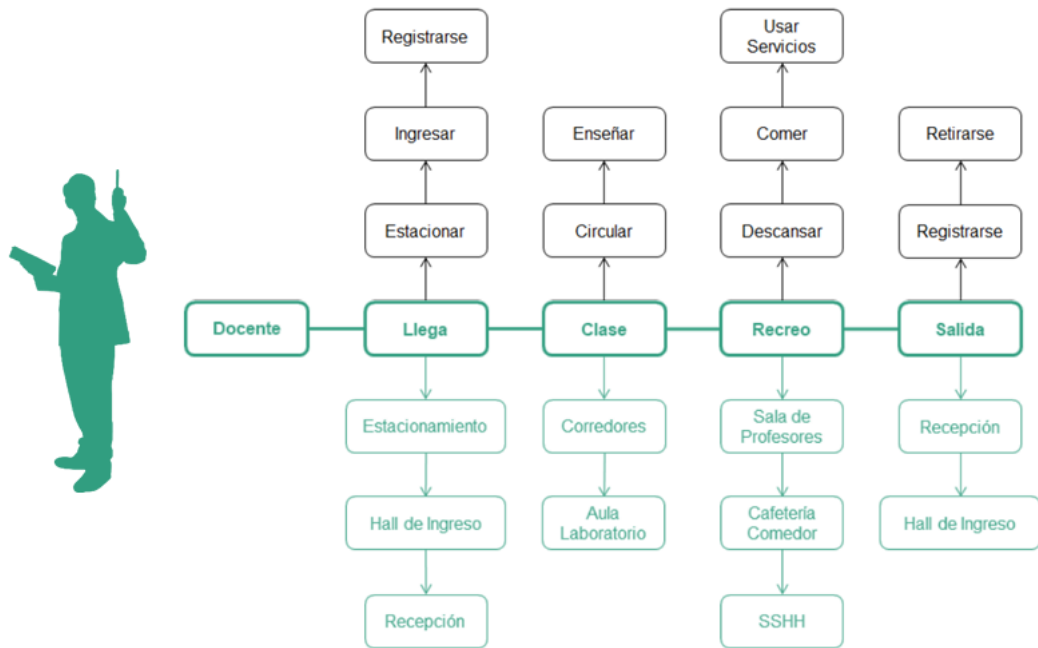 Registrarse
Usar
Servicios
Ingresar
Enseñar
Comer
Retirarse
Estacionar
Circular
Descansar
Registrarse
Docente
Llega
Clase
Recreo
Salida
Estacionamiento
Corredores
Sala de
Profesores
Recepción
Hall de Ingreso
Aula
Laboratorio
Cafetería
Comedor
Hall de Ingreso
Recepción
SSHH